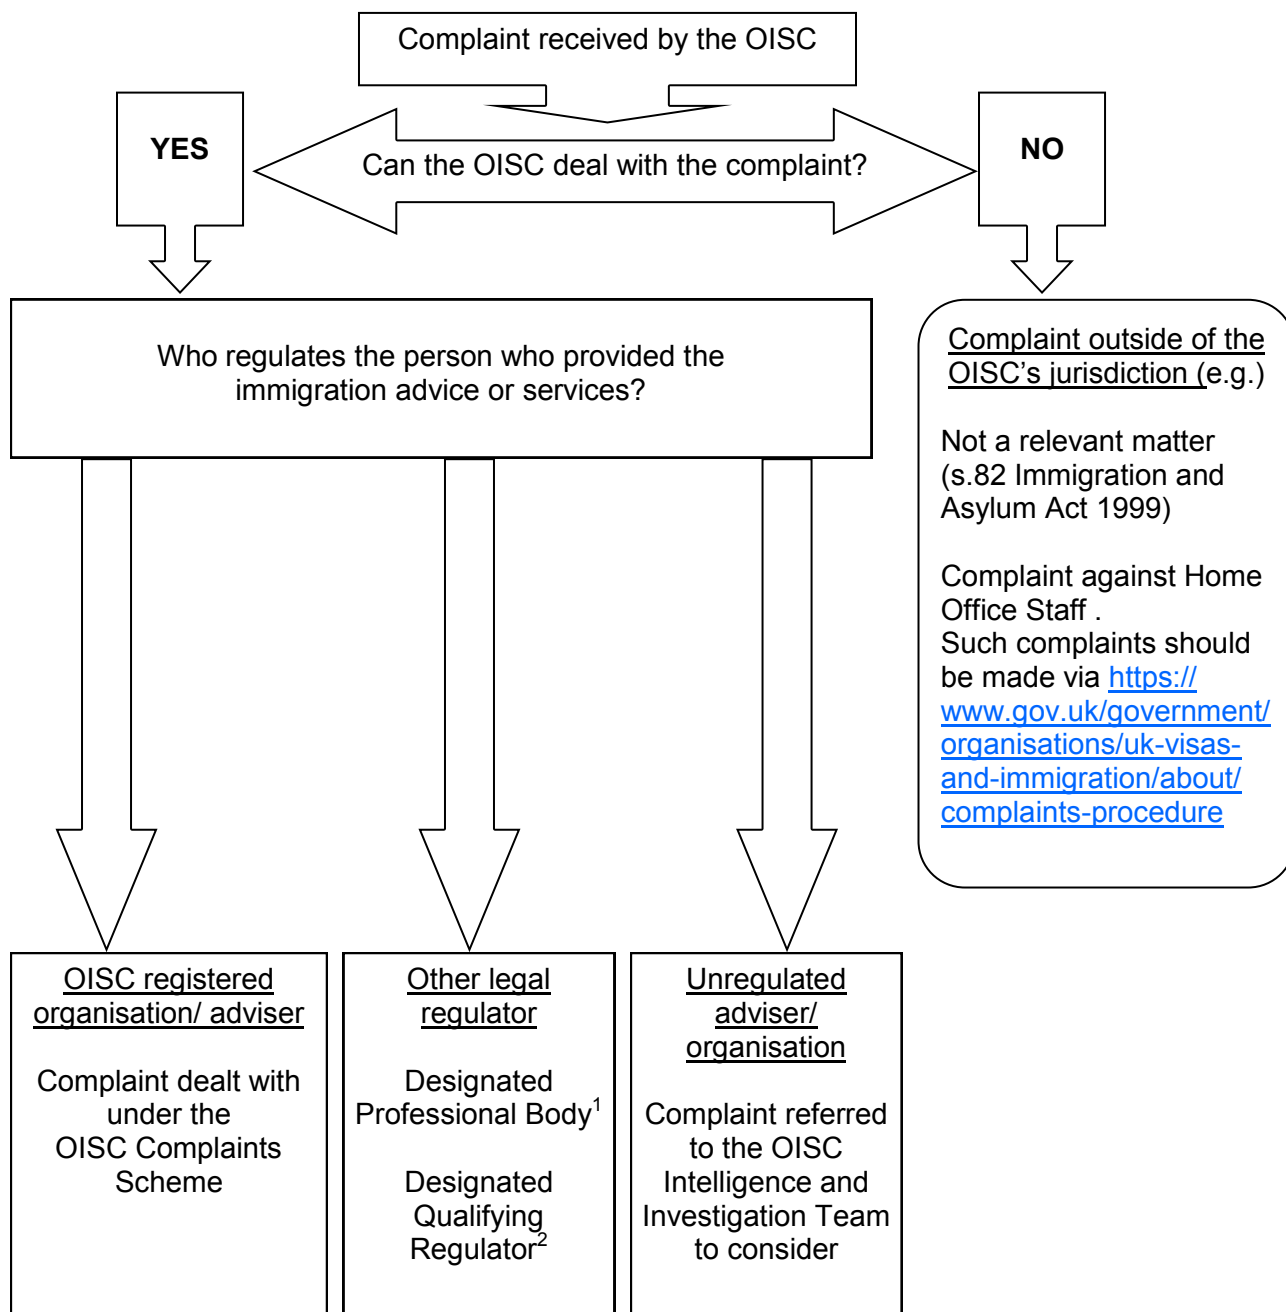 Complaint received by the OISC
YES
Can the OISC deal with the complaint?
NO
Who regulates the person who provided the
immigration advice or services?
Complaint outside of the
OISC’s jurisdiction (e.g.)
Not a relevant matter
(s.82 Immigration and
Asylum Act 1999)
Complaint against Home
Office Staff .
Such complaints should
be made via https://
www.gov.uk/government/
organisations/uk-visas-
and-immigration/about/
complaints-procedure
OISC registered
organisation/ adviser
Complaint dealt with
under the
OISC Complaints
Scheme
Other legal
regulator
Designated
Professional Body1
Designated
Qualifying
Regulator2
Unregulated
adviser/
organisation
Complaint referred
to the OISC
Intelligence and
Investigation Team
to consider